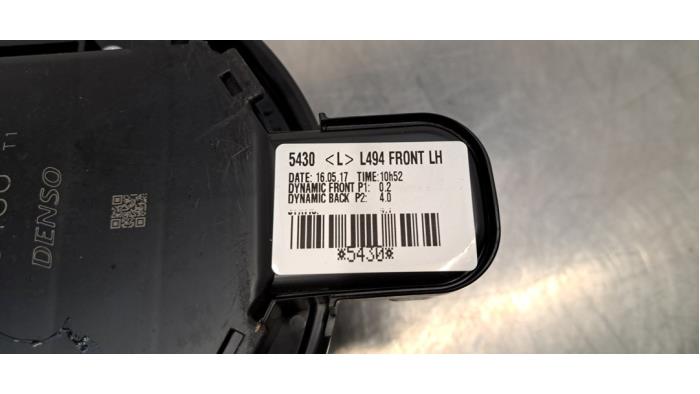 5430 <L> L494 FRONT LH
DATE: 16.05.17 TIME:10h52
DYNAMIC FRONT P1: 0.2
DYNAMIC BACK P2: 4.0
*5430*
DENSO
T1